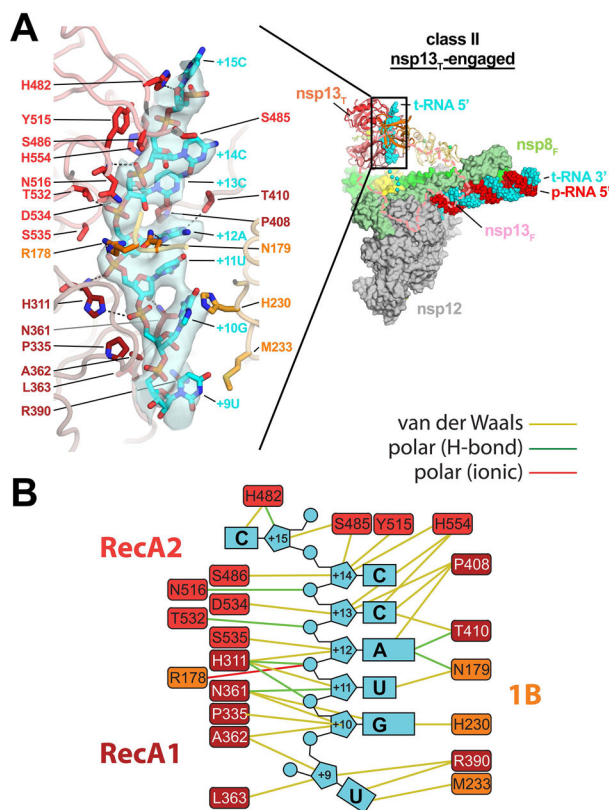 A
class II
nsp13T-engaged
H482
Y515
S486
H554
N516
T532
D534
S535
R178
H311
N361
P335
A362
L363
R390
+15C
S485
+14C
+13C
T410
P408
+12A
N179
+11U
H230
+10G
M233
+9U
nsp13T
t-RNA 5’
nsp8F
t-RNA 3’
p-RNA 5’
nsp13F
nsp12
van der Waals
polar (H-bond)
polar (ionic)
B
H482
C +15
S485 Y515 H554
RecA2
S486 +14 C P408
N516
D534 +13 C
T532 T410
S535 +12 A
H311 N179
R178
+11 U
N361 1B
P335 +10 G H230
A362
RecA1
+9 R390
L363 U M233